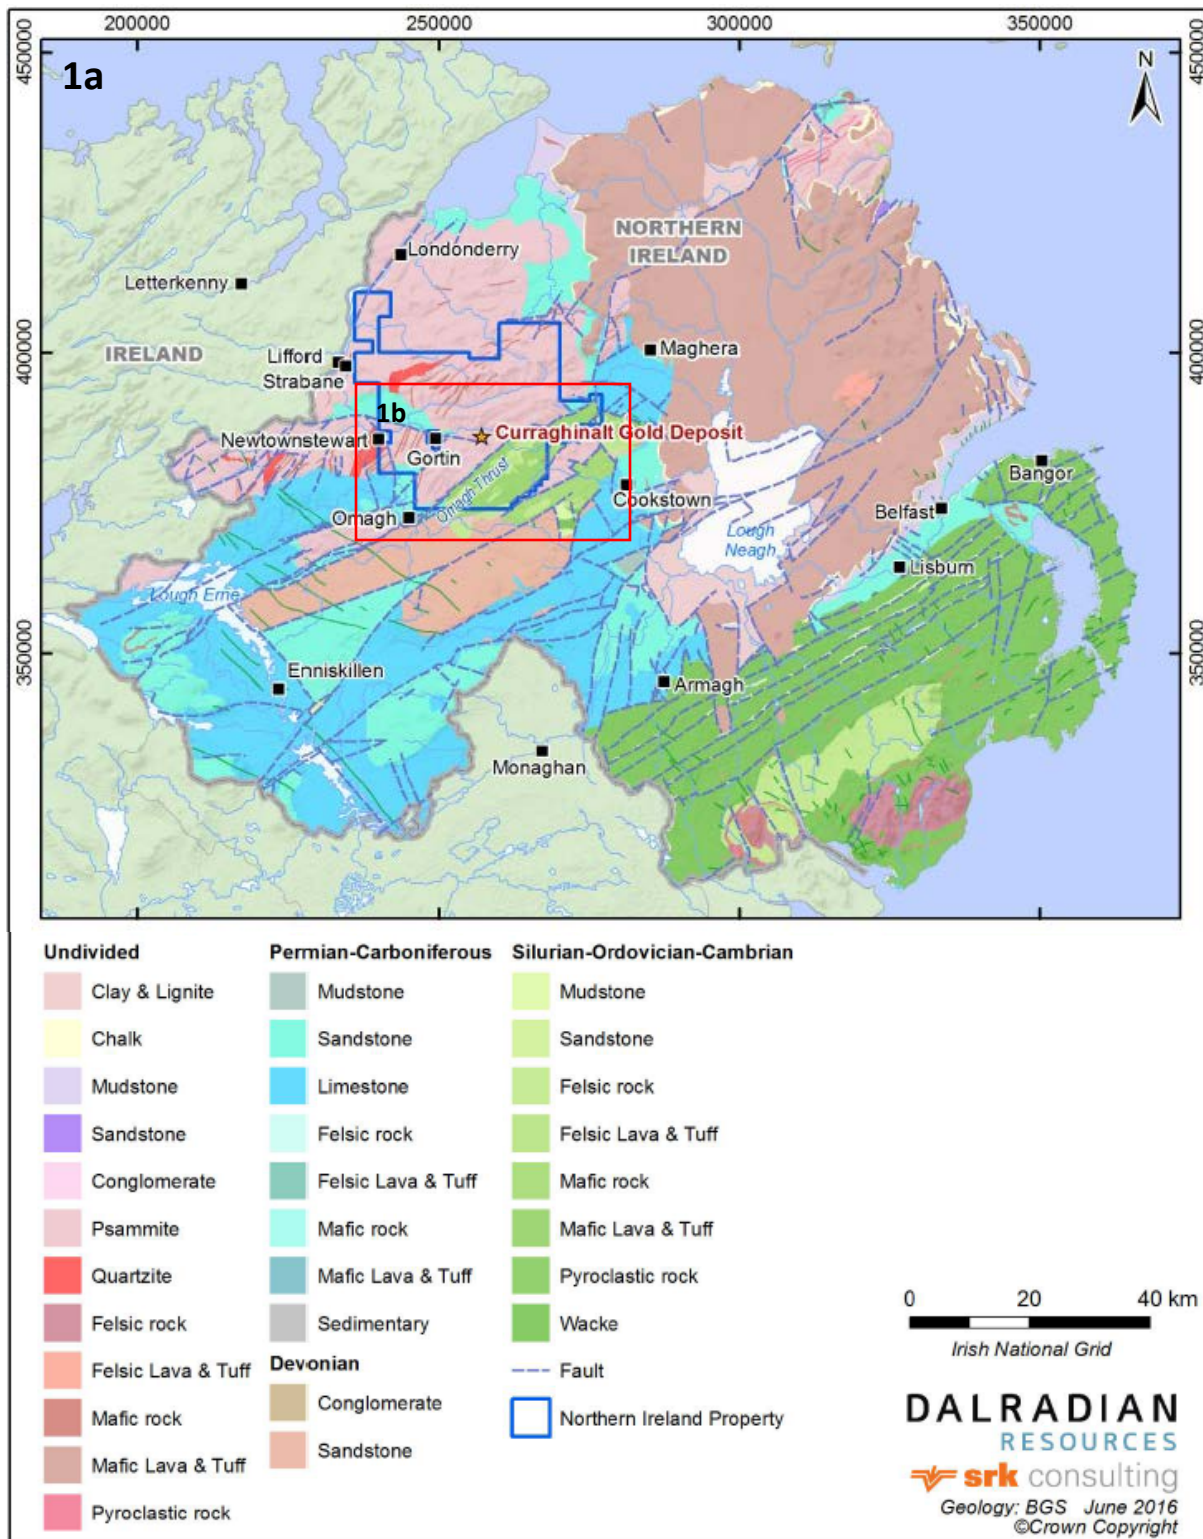 200000 250000 300000 350000
450000 450000
1a
N
NORTHERN
IRELAND
Londonderry
Letterkenny
400000 400000
IRELAND
Lifford
Strabane
Maghera
1b
Newtownstewart
Gortin
Curraghinalt Gold Deposit
Omagh Thrust
Cookstown
Omagh
Bangor
Belfast
Lough
Neagh
Lisburn
Lough Erne
350000 350000
Enniskillen
Armagh
Monaghan
200000 250000 300000 350000
Undivided
Clay & Lignite
Chalk
Mudstone
Sandstone
Conglomerate
Psammite
Quartzite
Felsic rock
Felsic Lava & Tuff
Mafic rock
Mafic Lava & Tuff
Pyroclastic rock
Permian-Carboniferous
Mudstone
Sandstone
Limestone
Felsic rock
Felsic Lava & Tuff
Mafic rock
Mafic Lava & Tuff
Sedimentary
Devonian
Conglomerate
Sandstone
Silurian-Ordovician-Cambrian
Mudstone
Sandstone
Felsic rock
Felsic Lava & Tuff
Mafic rock
Mafic Lava & Tuff
Pyroclastic rock
Wacke
Fault
Northern Ireland Property
0 20 40 km
Irish National Grid
DALRADIAN
RESOURCES
srk consulting
Geology: BGS June 2016
©Crown Copyright